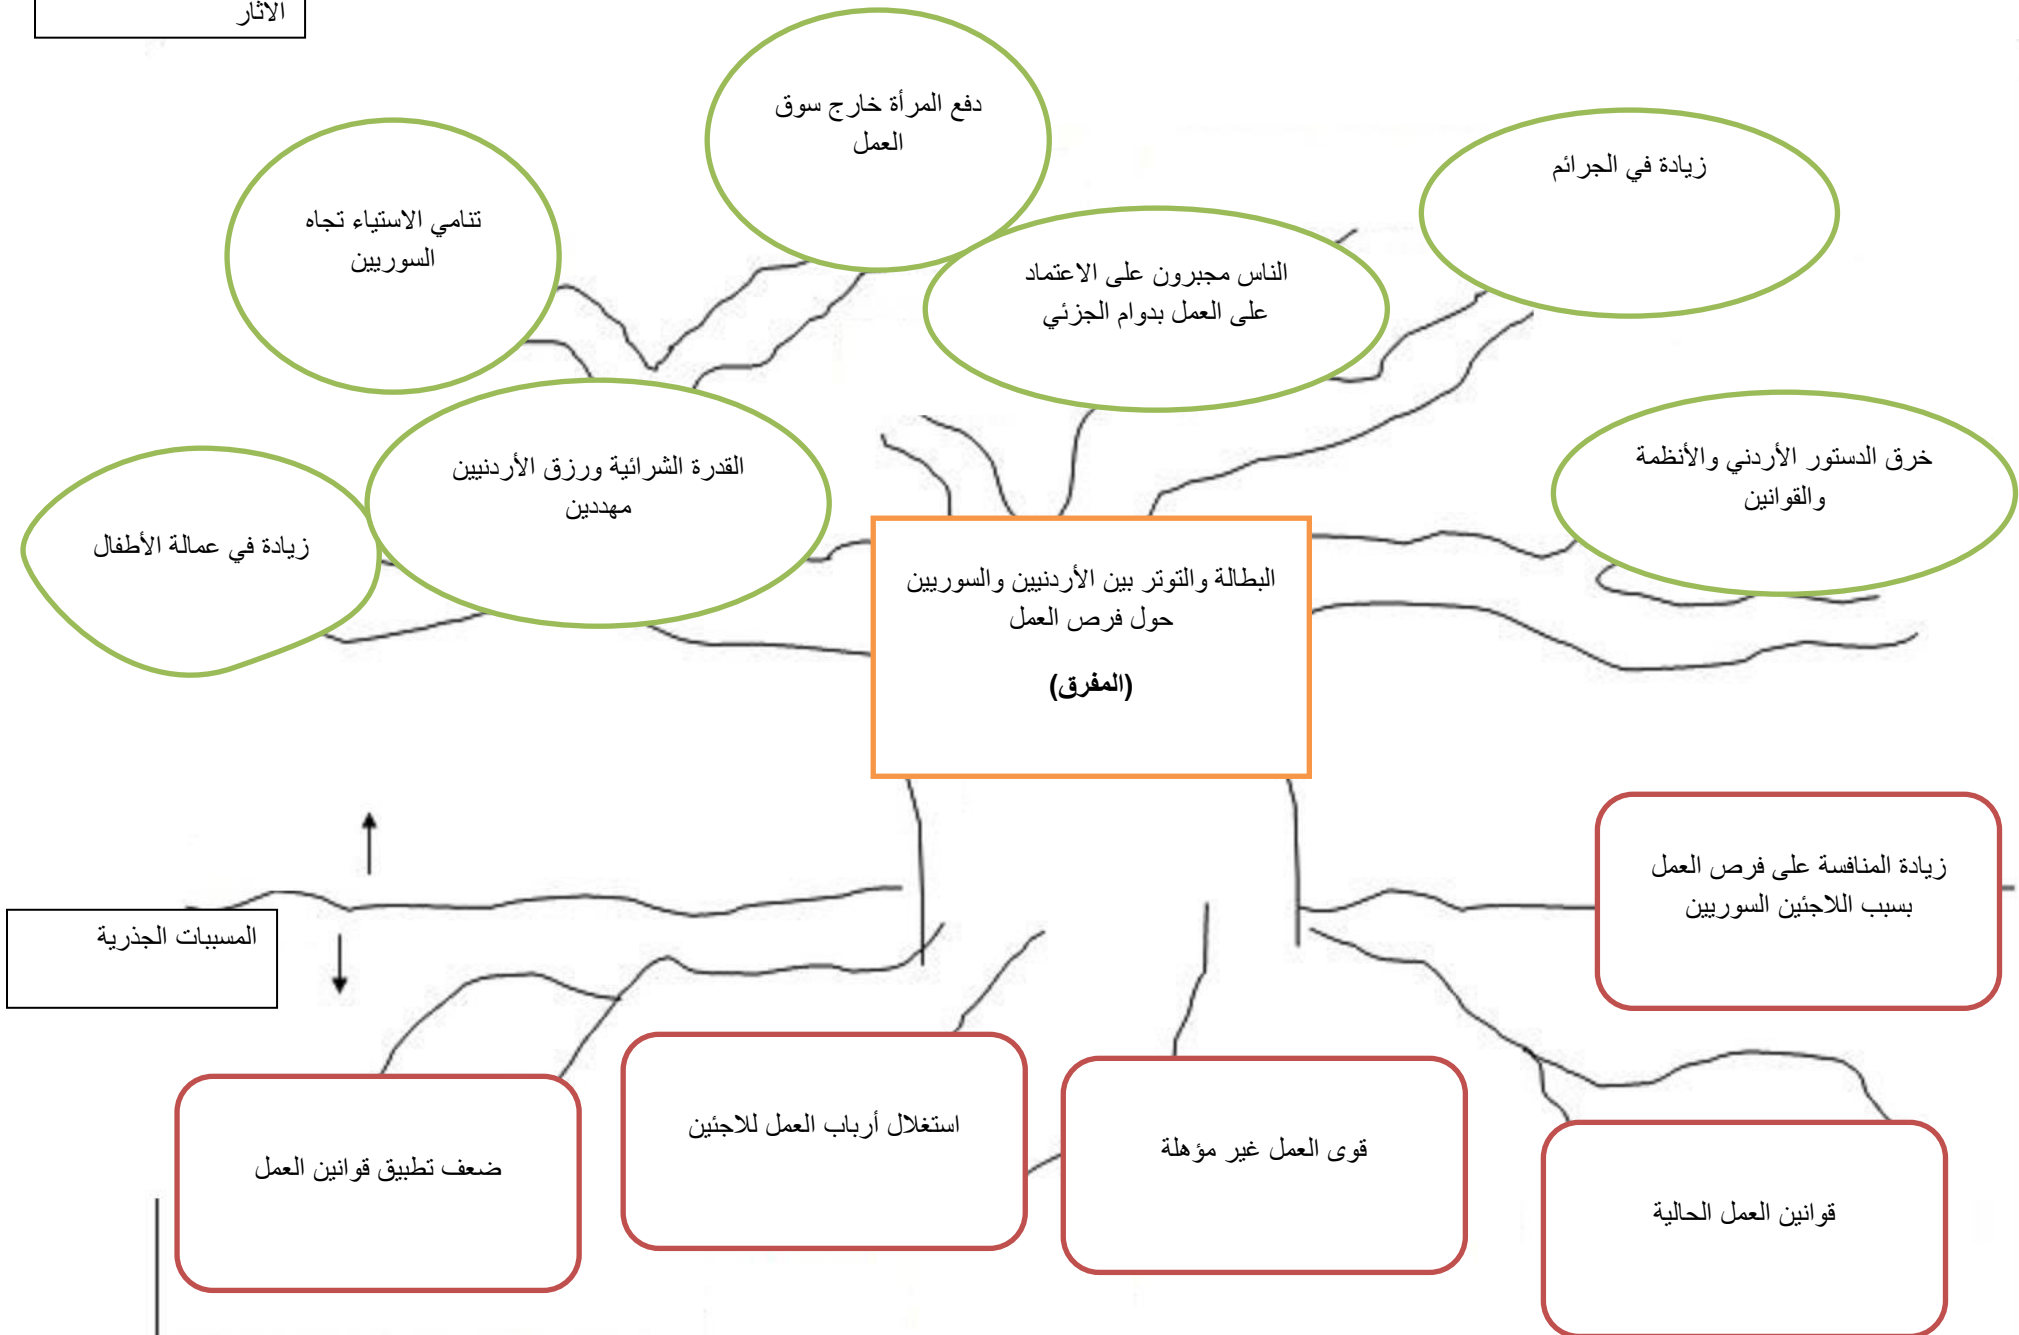 الآثار
دفع المرأة خارج سوق
العمل
زيادة في الجرائم
تنامي الاستياء تجاه
السوريين
الناس مجبرون على الاعتماد
على العمل بدوام الجزئي
خرق الدستور الأردني والأنظمة
والقوانين
القدرة الشرائية ورزق الأردنيين
مهددين
زيادة في عمالة الأطفال
البطالة والتوتر بين الأردنيين والسوريين
حول فرص العمل
(المفرق)
زيادة المنافسة على فرص العمل
بسبب اللاجئين السوريين
المسببات الجذرية
استغلال أرباب العمل للاجئين
قوى العمل غير مؤهلة
ضعف تطبيق قوانين العمل
قوانين العمل الحالية